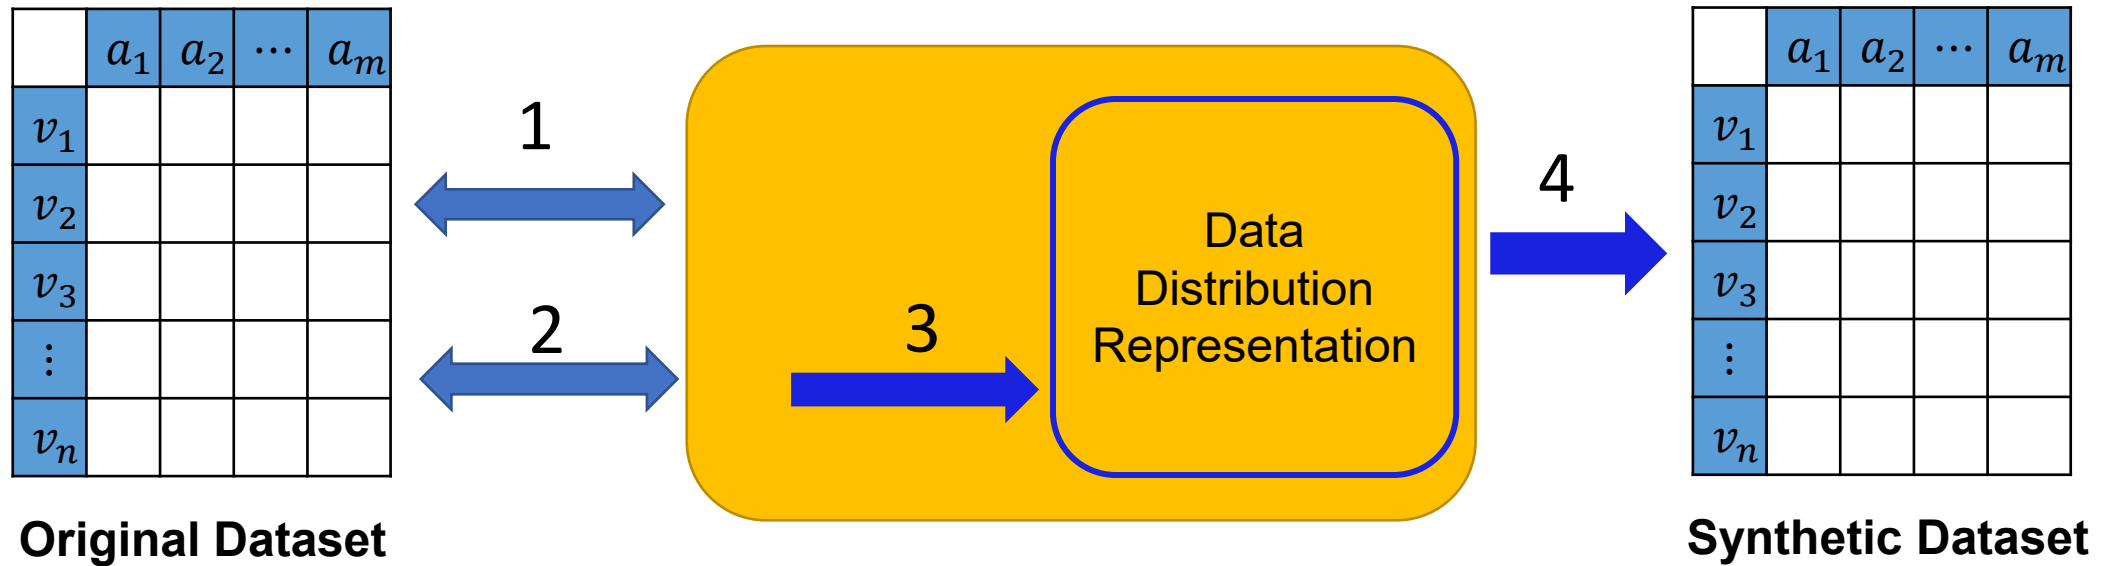 a₁ a₂ ⋯ aₘ
v₁
v₂
v₃
⋮
vₙ
Original Dataset
1
2
3
Data
Distribution
Representation
4
a₁ a₂ ⋯ aₘ
v₁
v₂
v₃
⋮
vₙ
Synthetic Dataset